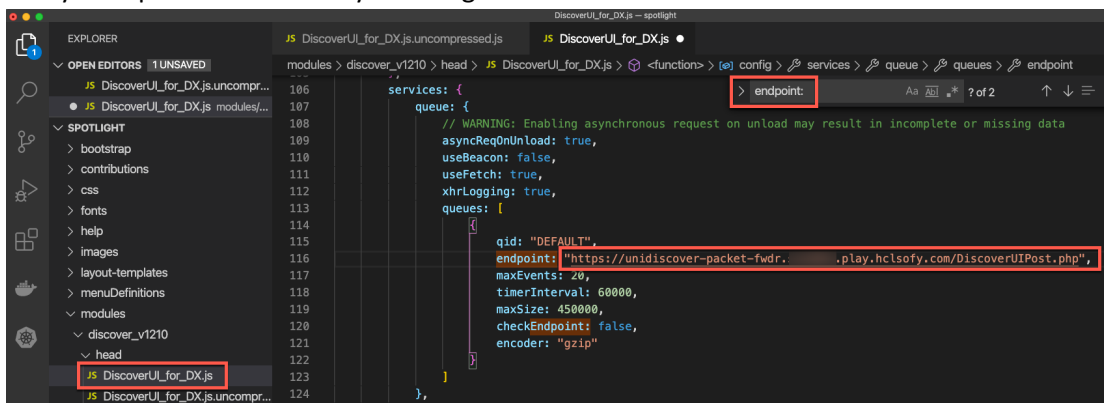 DiscoverUI_for_DX.js — spotlight
EXPLORER
OPEN EDITORS 1 UNSAVED
JS DiscoverUI_for_DX.js.uncompr...
● JS DiscoverUI_for_DX.js modules/...
SPOTLIGHT
> bootstrap
> contributions
> css
> fonts
> help
> images
> layout-templates
> menuDefinitions
modules
discover_v1210
head
JS DiscoverUI_for_DX.js
JS DiscoverUI_for_DX.js.uncompr...
1
JS DiscoverUI_for_DX.js.uncompressed.js JS DiscoverUI_for_DX.js ●
modules > discover_v1210 > head > JS DiscoverUI_for_DX.js > <function> > config > services > queue > queues > endpoint
> endpoint: Aa Abl .* ? of 2
106 services: {
107 queue: {
108 // WARNING: Enabling asynchronous request on unload may result in incomplete or missing data
109 asyncReqOnUnload: true,
110 useBeacon: false,
111 useFetch: true,
112 xhrLogging: true,
113 queues: [
114 {
115 qid: "DEFAULT",
116 endpoint: "https://unidiscover-packet-fwdr. .play.hclsofy.com/DiscoverUIPost.php",
117 maxEvents: 20,
118 timerInterval: 60000,
119 maxSize: 450000,
120 checkEndpoint: false,
121 encoder: "gzip"
122 }
123 ]
124 },